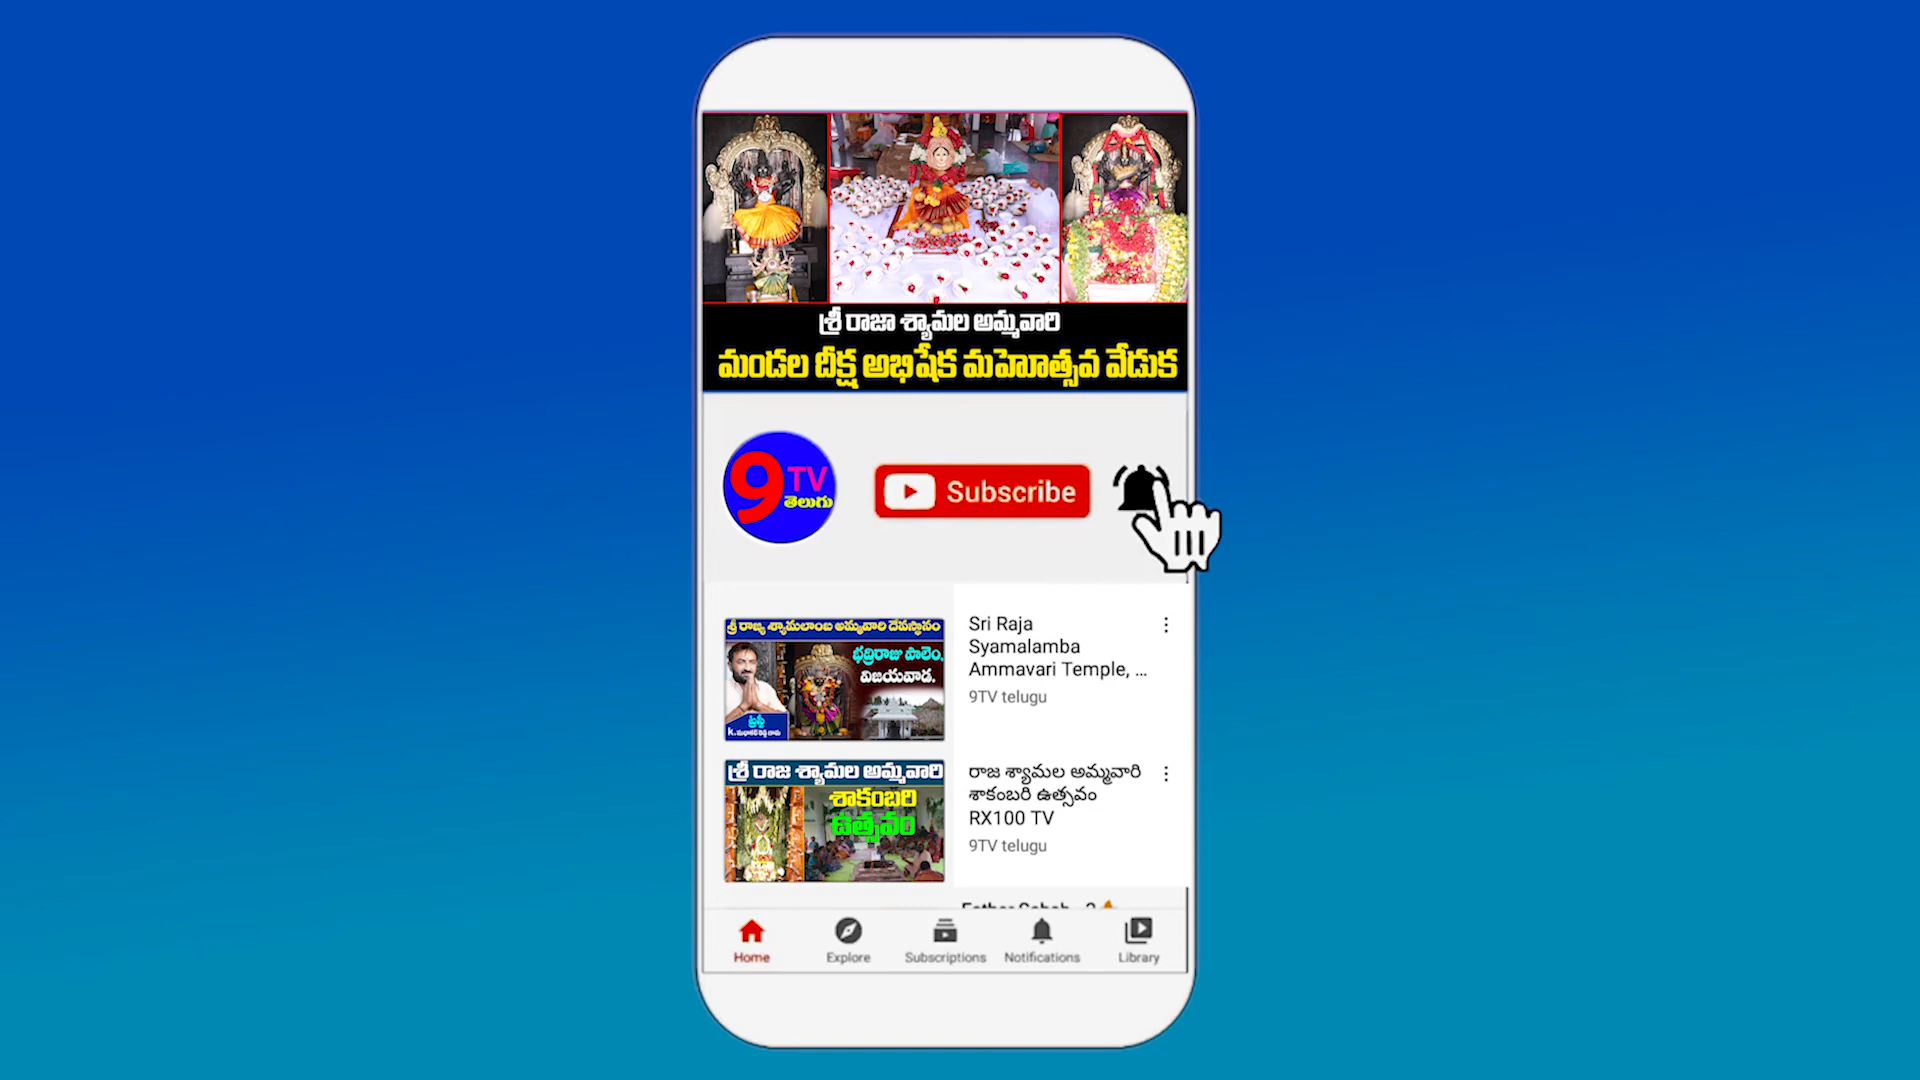 శ్రీ రాజా శ్యామల అమ్మవారి
మండల దీక్ష అభిషేక మహోత్సవ వేడుక
9 TV
తెలుగు
Subscribe
శ్రీ రాజ్య శ్యామలాంబ అమ్మవారి దేవస్థానం
భద్రిరాజు పాలెం,
విజయవాడ.
ట్రస్టీ
Sri Raja
Syamalamba
Ammavari Temple, ...
9TV telugu
శ్రీ రాజ శ్యామల అమ్మవారి
శాకంబరి
ఉత్సవం
రాజ శ్యామల అమ్మవారి
శాకంబరి ఉత్సవం
RX100 TV
9TV telugu
Home
Explore
Subscriptions
Notifications
Library